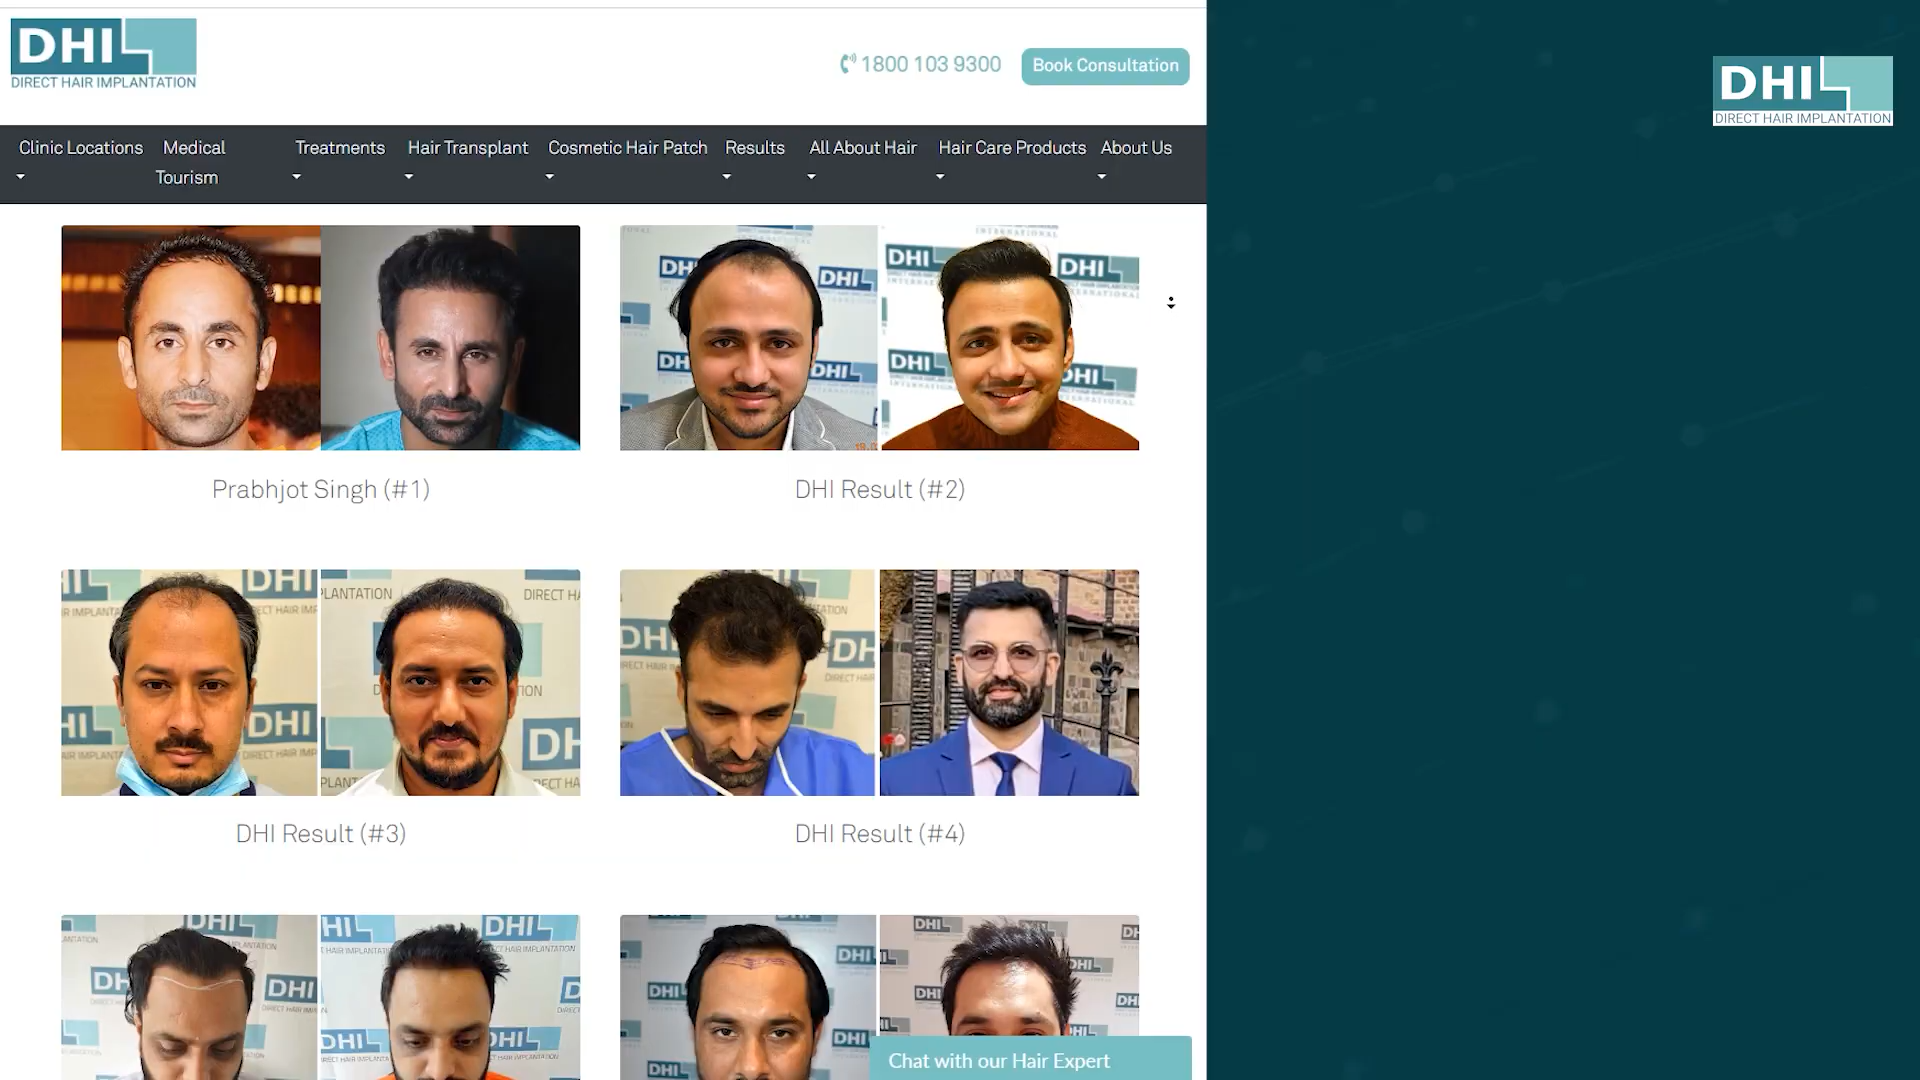 DHI
DIRECT HAIR IMPLANTATION
1800 103 9300
Book Consultation
DHI
DIRECT HAIR IMPLANTATION
Clinic Locations
Medical
Tourism
Treatments
Hair Transplant
Cosmetic Hair Patch
Results
All About Hair
Hair Care Products
About Us
Prabhjot Singh (#1)
DHI Result (#2)
DHI Result (#3)
DHI Result (#4)
Chat with our Hair Expert